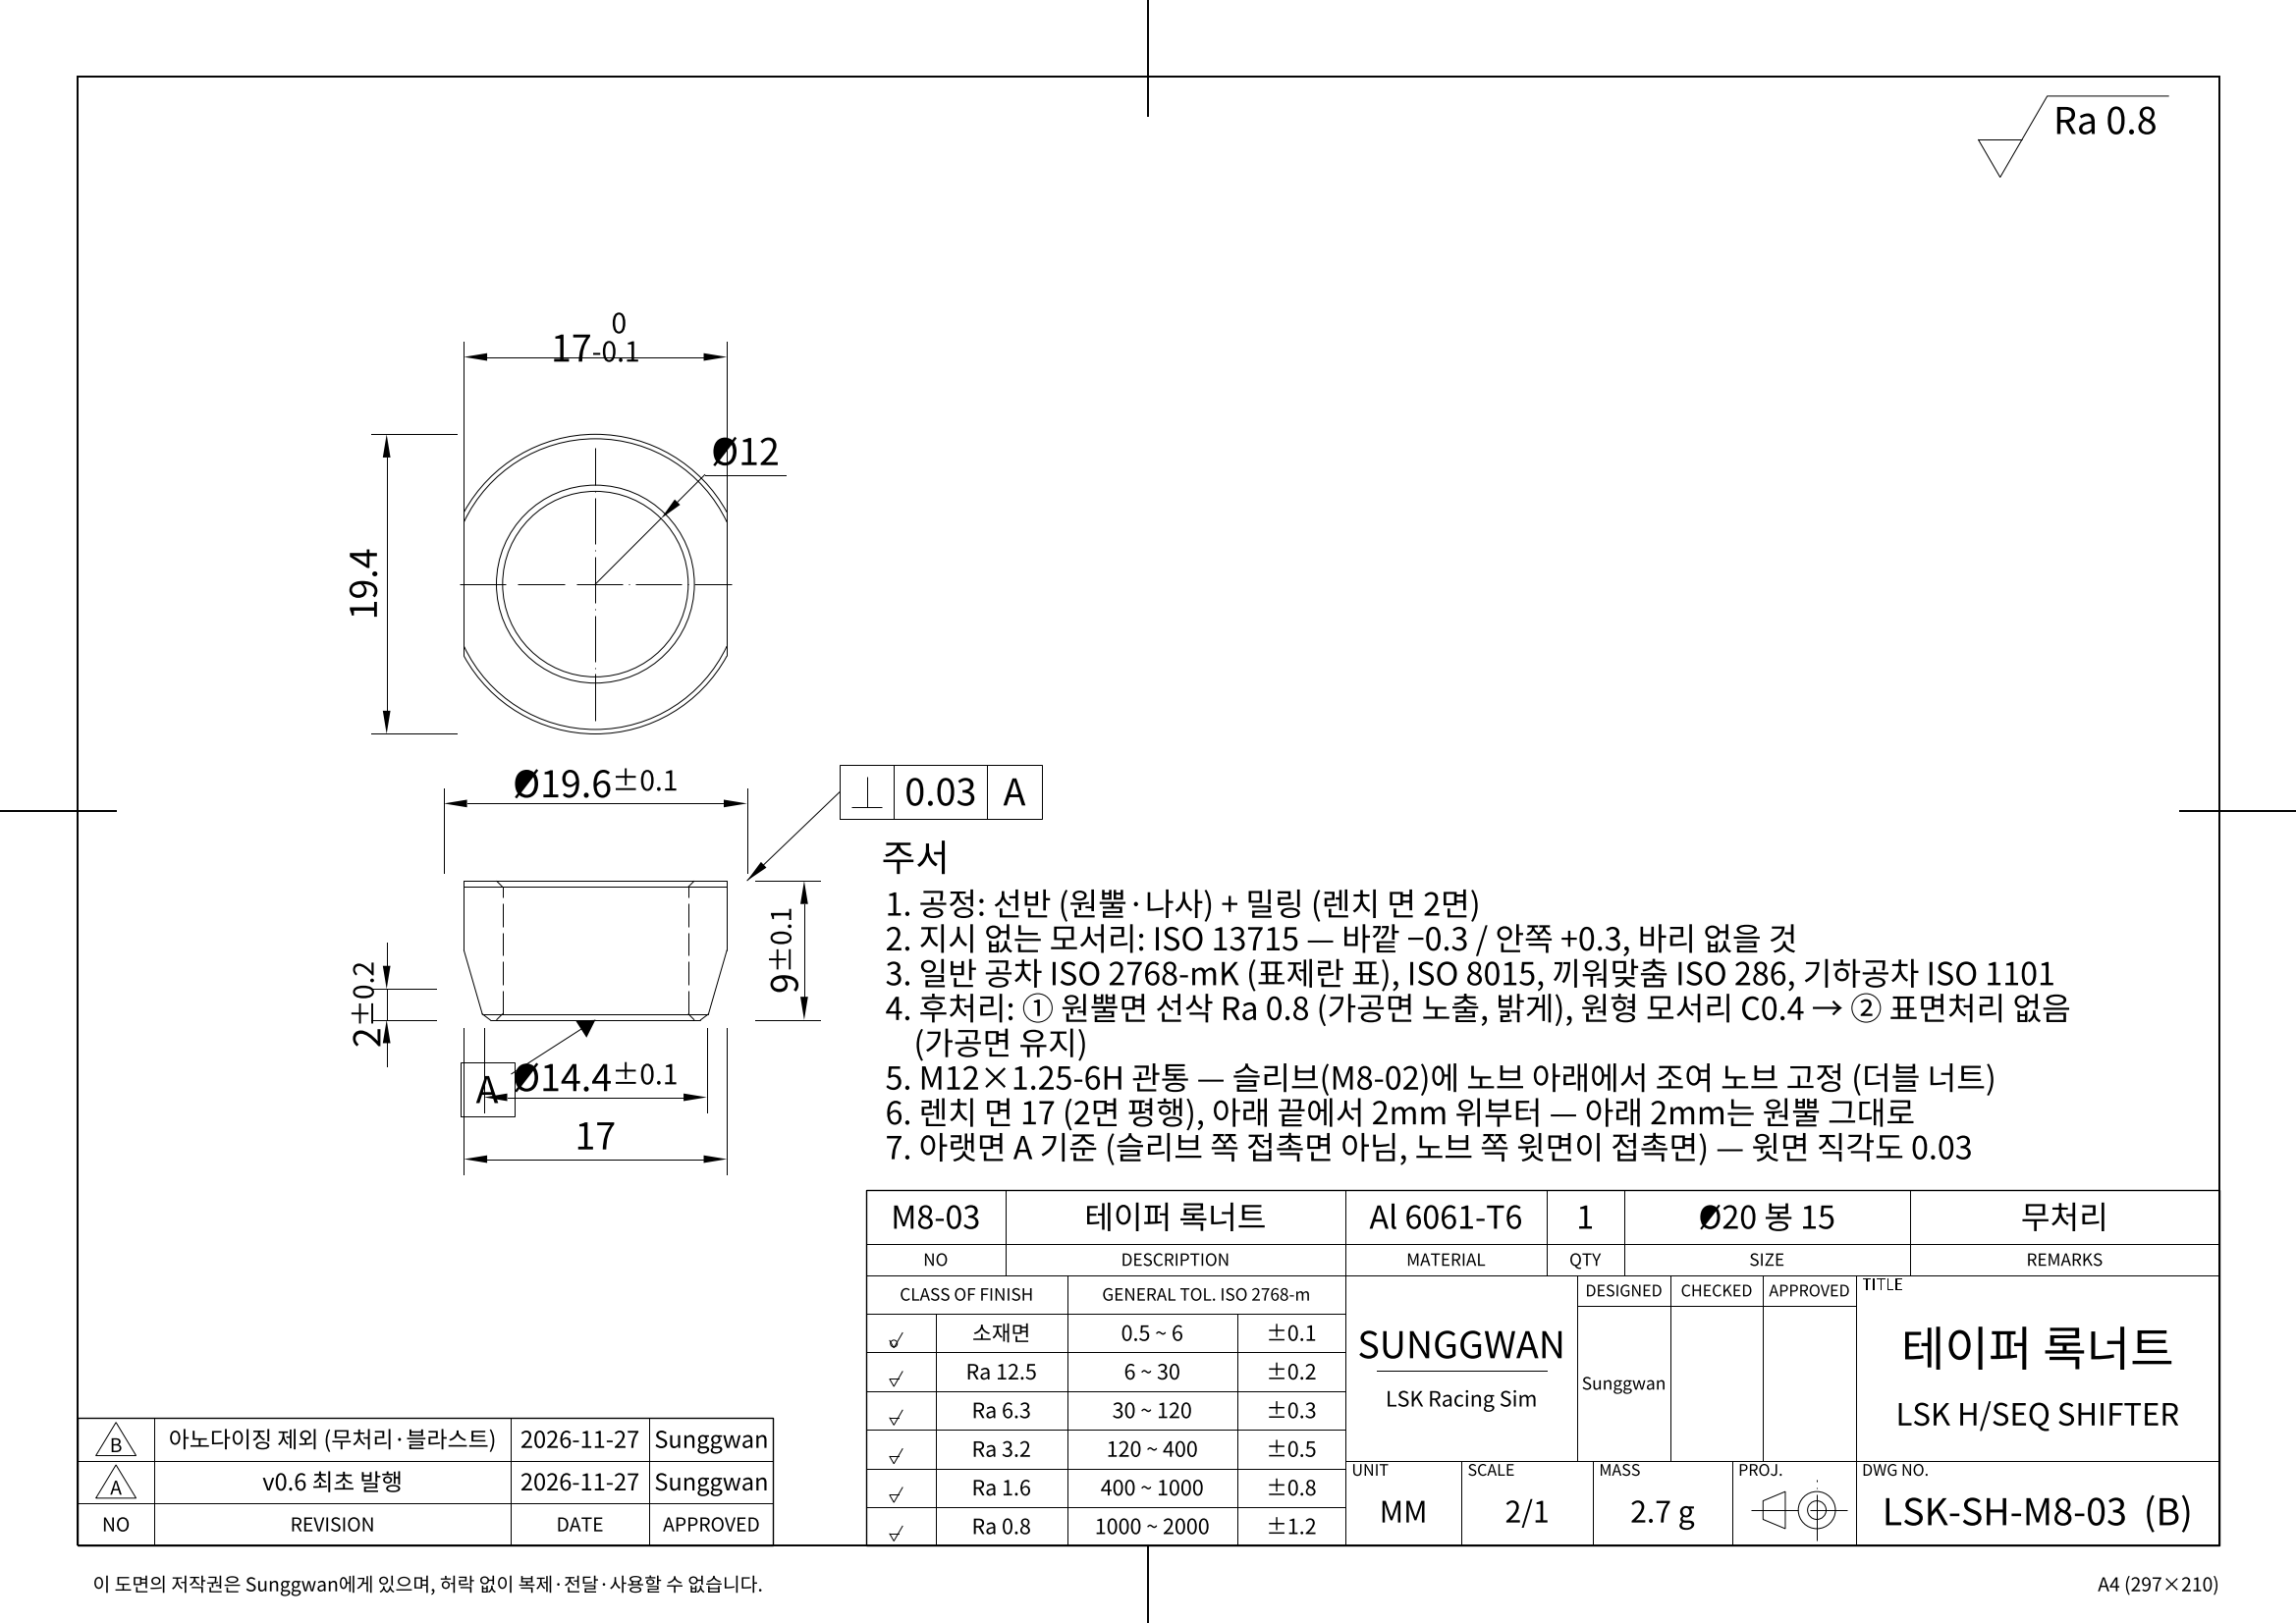 Ra 0.8
0
17-0.1
Ø12
19.4
Ø19.6±0.1
⊥ 0.03 A
9±0.1
2±0.2
Ø14.4±0.1
A
17
주서
1. 공정: 선반 (원뿔·나사) + 밀링 (렌치 면 2면)
2. 지시 없는 모서리: ISO 13715 — 바깥 −0.3 / 안쪽 +0.3, 바리 없을 것
3. 일반 공차 ISO 2768-mK (표제란 표), ISO 8015, 끼워맞춤 ISO 286, 기하공차 ISO 1101
4. 후처리: ① 원뿔면 선삭 Ra 0.8 (가공면 노출, 밝게), 원형 모서리 C0.4 → ② 표면처리 없음
(가공면 유지)
5. M12×1.25-6H 관통 — 슬리브(M8-02)에 노브 아래에서 조여 노브 고정 (더블 너트)
6. 렌치 면 17 (2면 평행), 아래 끝에서 2mm 위부터 — 아래 2mm는 원뿔 그대로
7. 아랫면 A 기준 (슬리브 쪽 접촉면 아님, 노브 쪽 윗면이 접촉면) — 윗면 직각도 0.03
M8-03 테이퍼 록너트 Al 6061-T6 1 Ø20 봉 15 무처리
NO DESCRIPTION MATERIAL QTY SIZE REMARKS
CLASS OF FINISH GENERAL TOL. ISO 2768-m
소재면 0.5 ~ 6 ±0.1
Ra 12.5 6 ~ 30 ±0.2
Ra 6.3 30 ~ 120 ±0.3
Ra 3.2 120 ~ 400 ±0.5
Ra 1.6 400 ~ 1000 ±0.8
Ra 0.8 1000 ~ 2000 ±1.2
SUNGGWAN
LSK Racing Sim
DESIGNED CHECKED APPROVED
Sunggwan
TITLE
테이퍼 록너트
LSK H/SEQ SHIFTER
UNIT SCALE MASS PROJ. DWG NO.
MM 2/1 2.7 g LSK-SH-M8-03 (B)
B 아노다이징 제외 (무처리·블라스트) 2026-11-27 Sunggwan
A v0.6 최초 발행 2026-11-27 Sunggwan
NO REVISION DATE APPROVED
이 도면의 저작권은 Sunggwan에게 있으며, 허락 없이 복제·전달·사용할 수 없습니다.
A4 (297×210)